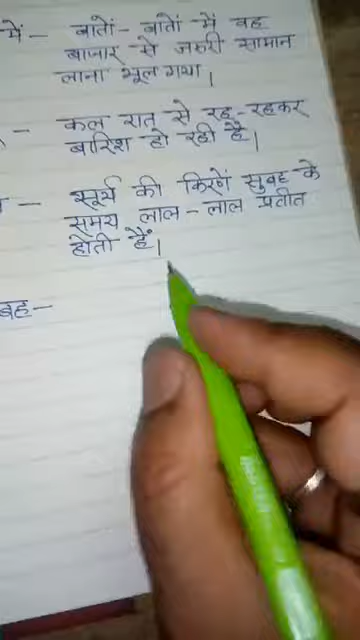 में- बातों- बातों में वह
बाजार से जरुरी सामान
लाना भूल गया।
- कल रात से रह-रहकर
बारिश हो रही है।
- सूर्य की किरणें सुबह के
समय लाल-लाल प्रतीत
होती हैं।
बह-